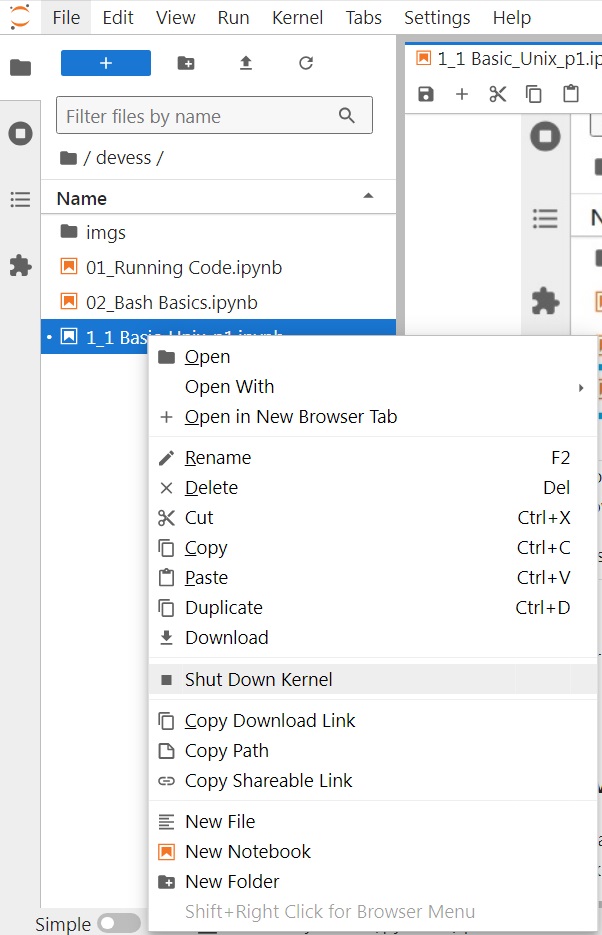 File Edit View Run Kernel Tabs Settings Help
1_1 Basic_Unix_p1.ip
Filter files by name
/ devess /
Name
imgs
01_Running Code.ipynb
02_Bash Basics.ipynb
1_1 Basic_Unix_p1.ipynb
Open
Open With
Open in New Browser Tab
Rename F2
Delete Del
Cut Ctrl+X
Copy Ctrl+C
Paste Ctrl+V
Duplicate Ctrl+D
Download
Shut Down Kernel
Copy Download Link
Copy Path
Copy Shareable Link
New File
New Notebook
New Folder
Shift+Right Click for Browser Menu
Simple